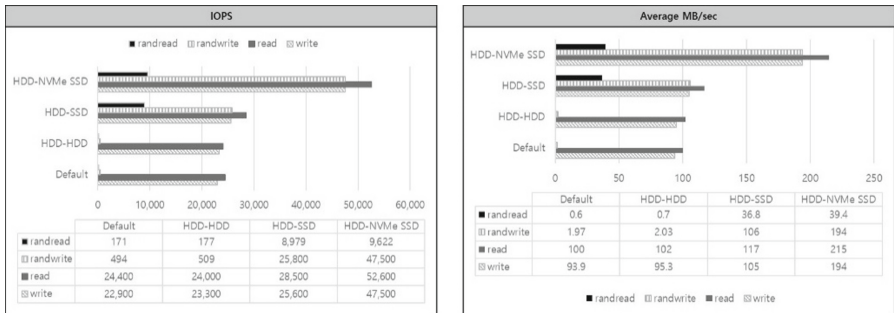 IOPS
randread randwrite read write
HDD-NVMe SSD
HDD-SSD
HDD-HDD
Default
0 10,000 20,000 30,000 40,000 50,000 60,000
Default HDD-HDD HDD-SSD HDD-NVMe SSD
randread 171 177 8,979 9,622
randwrite 494 509 25,800 47,500
read 24,400 24,000 28,500 52,600
write 22,900 23,300 25,600 47,500
Average MB/sec
HDD-NVMe SSD
HDD-SSD
HDD-HDD
Default
0 50 100 150 200 250
Default HDD-HDD HDD-SSD HDD-NVMe SSD
randread 0.6 0.7 36.8 39.4
randwrite 1.97 2.03 106 194
read 100 102 117 215
write 93.9 95.3 105 194
randread randwrite read write